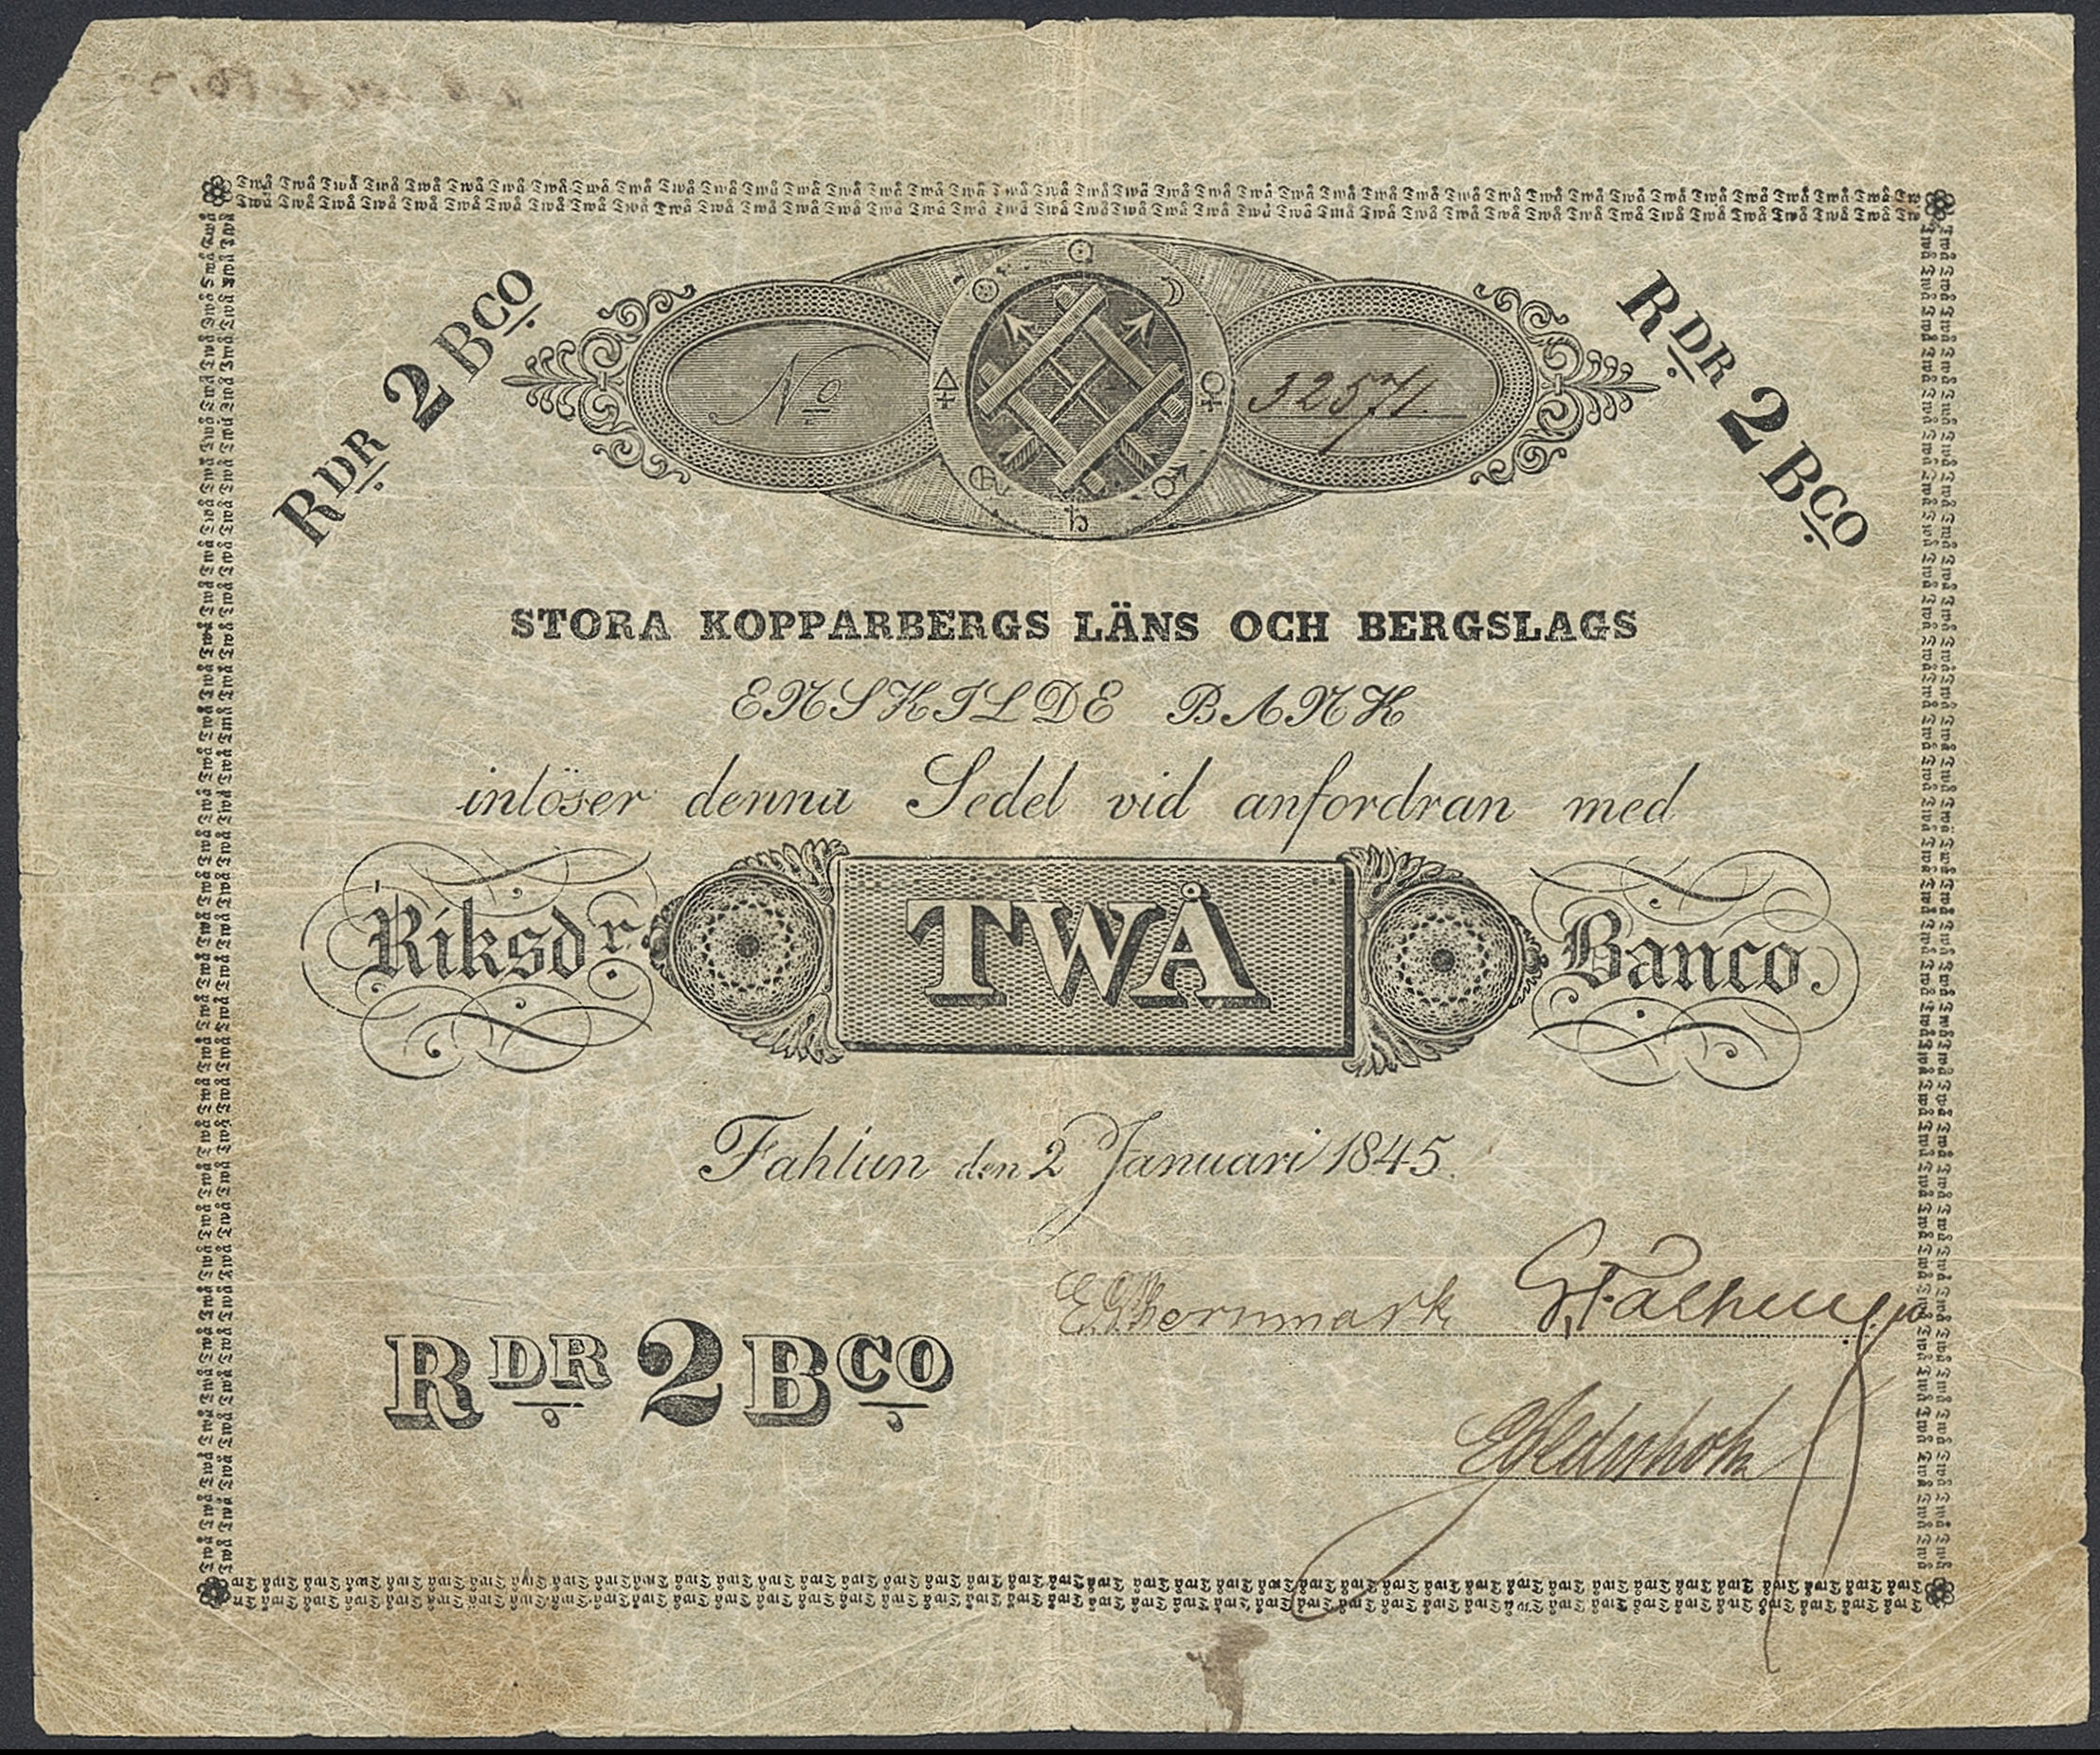 RDR 2 BCO
No 32571.
RDR 2 BCO
STORA KOPPARBERGS LÄNS OCH BERGSLAGS
ENSKILDE BANK
inlöser denna Sedel vid anfordran med
Riksdr. TWÅ Banco.
Fahlun den 2 Januari 1845.
RDR 2 BCO